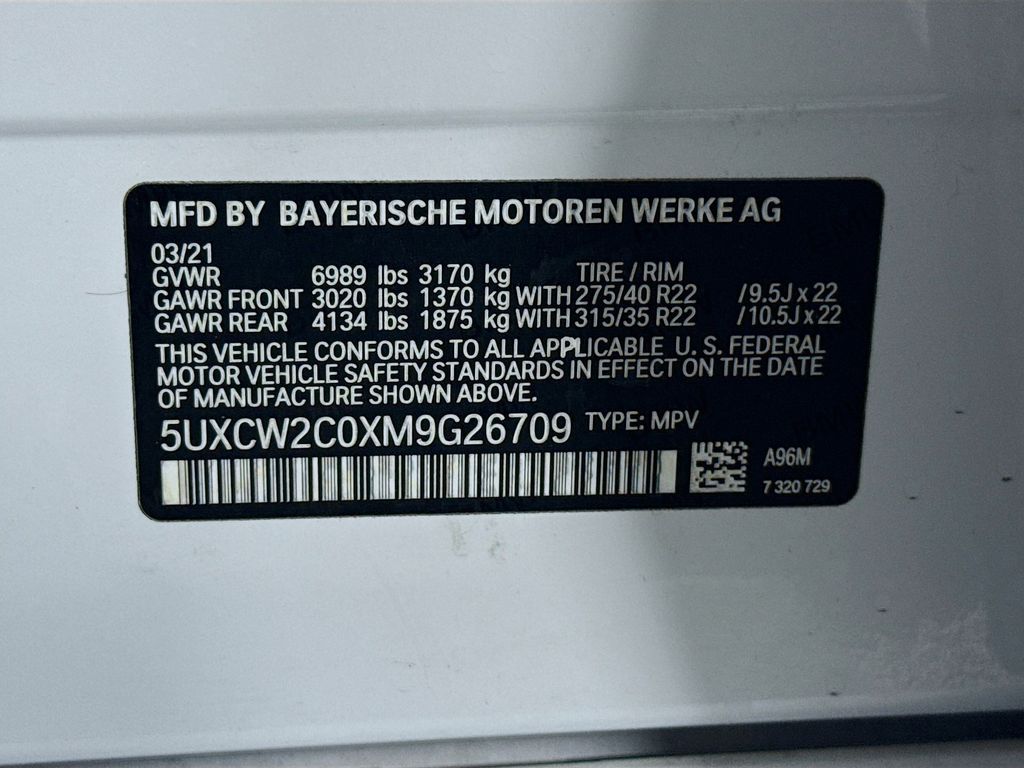 MFD BY BAYERISCHE MOTOREN WERKE AG
03/21
GVWR 6989 lbs 3170 kg TIRE / RIM
GAWR FRONT 3020 lbs 1370 kg WITH 275/40 R22 /9.5J x 22
GAWR REAR 4134 lbs 1875 kg WITH 315/35 R22 /10.5J x 22
THIS VEHICLE CONFORMS TO ALL APPLICABLE U. S. FEDERAL
MOTOR VEHICLE SAFETY STANDARDS IN EFFECT ON THE DATE
OF MANUFACTURE SHOWN ABOVE.
5UXCW2C0XM9G26709 TYPE: MPV
A96M
7 320 729